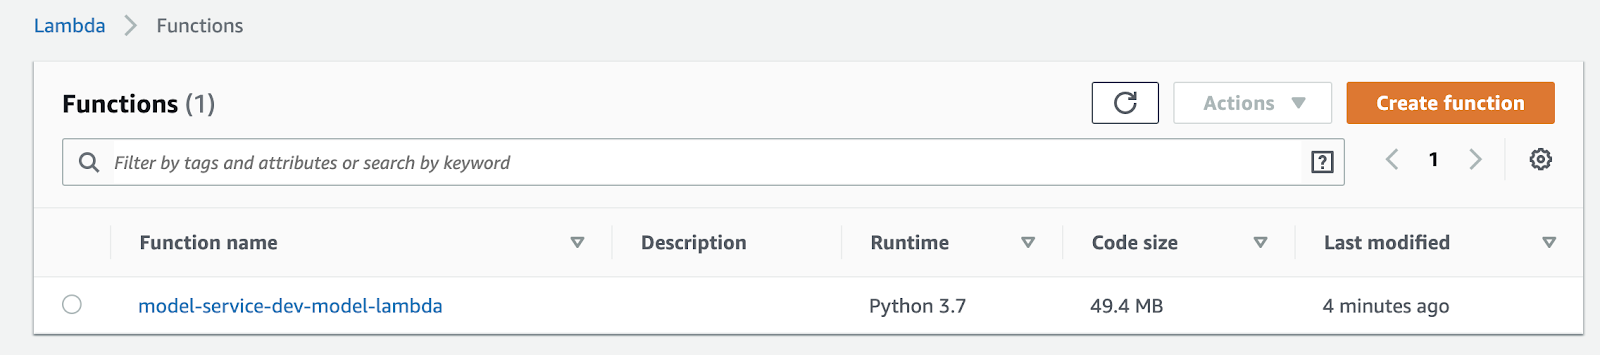 Lambda > Functions
Functions (1)
Actions
Create function
Filter by tags and attributes or search by keyword
?
1
Function name
Description
Runtime
Code size
Last modified
model-service-dev-model-lambda
Python 3.7
49.4 MB
4 minutes ago